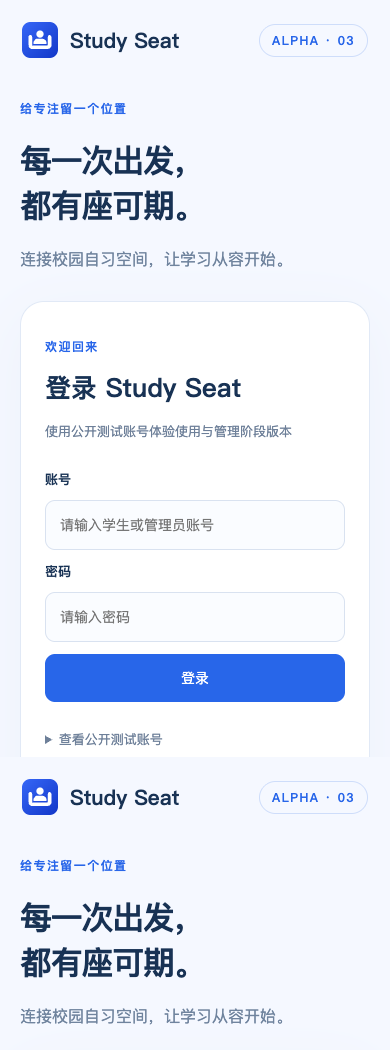 Study Seat
ALPHA · 03
给专注留一个位置
每一次出发，
都有座可期。
连接校园自习空间，让学习从容开始。
欢迎回来
登录 Study Seat
使用公开测试账号体验使用与管理阶段版本
账号
请输入学生或管理员账号
密码
请输入密码
登录
查看公开测试账号
Study Seat
ALPHA · 03
给专注留一个位置
每一次出发，
都有座可期。
连接校园自习空间，让学习从容开始。